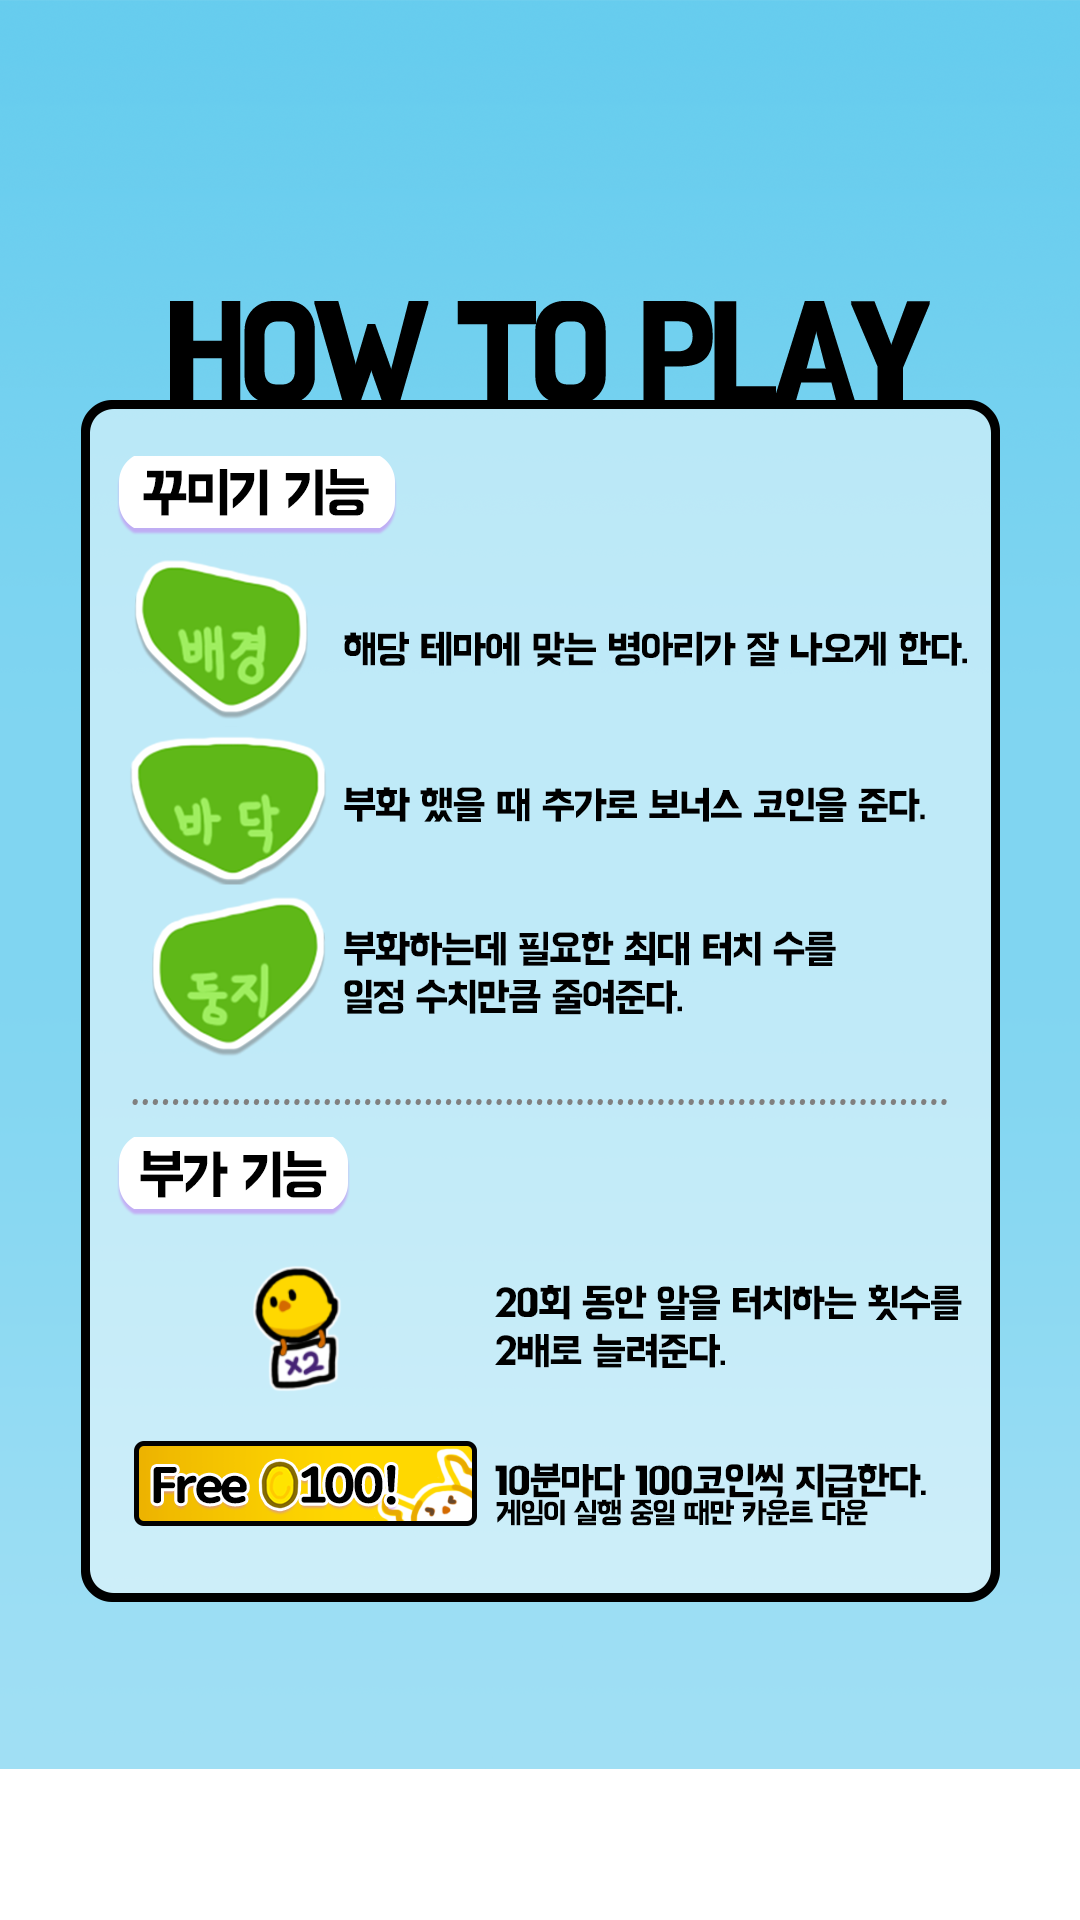 HOW TO PLAY
꾸미기 기능
배경
해당 테마에 맞는 병아리가 잘 나오게 한다.
바닥
부화 했을 때 추가로 보너스 코인을 준다.
둥지
부화하는데 필요한 최대 터치 수를
일정 수치만큼 줄여준다.
부가 기능
x2
20회 동안 알을 터치하는 횟수를
2배로 늘려준다.
Free 100!
10분마다 100코인씩 지급한다.
게임이 실행 중일 때만 카운트 다운